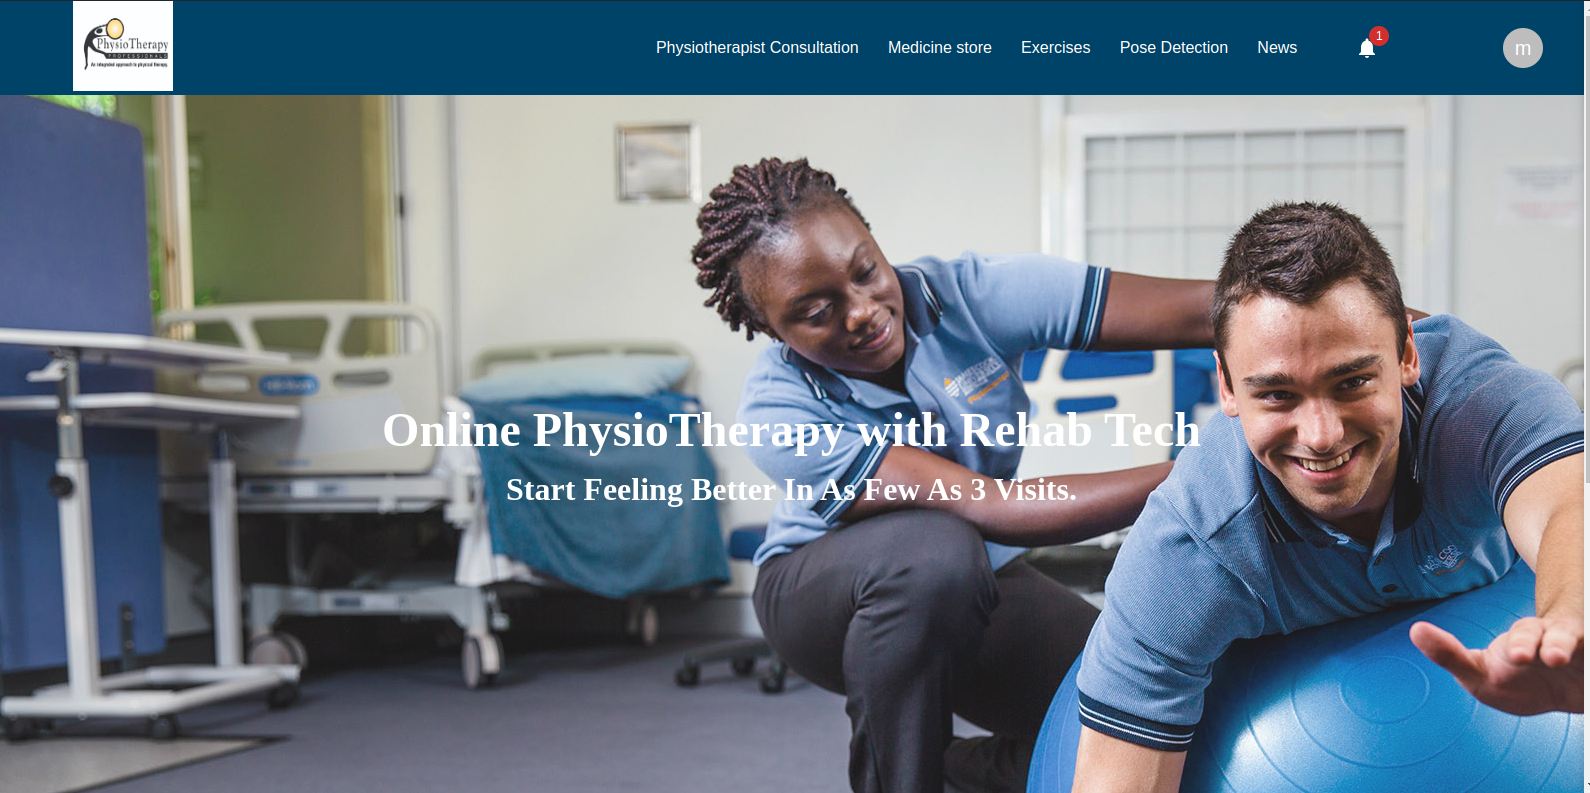 PhysioTherapy
PROFESSIONALS
An integrated approach to physical therapy.
Physiotherapist Consultation
Medicine store
Exercises
Pose Detection
News
1
m
Online PhysioTherapy with Rehab Tech
Start Feeling Better In As Few As 3 Visits.